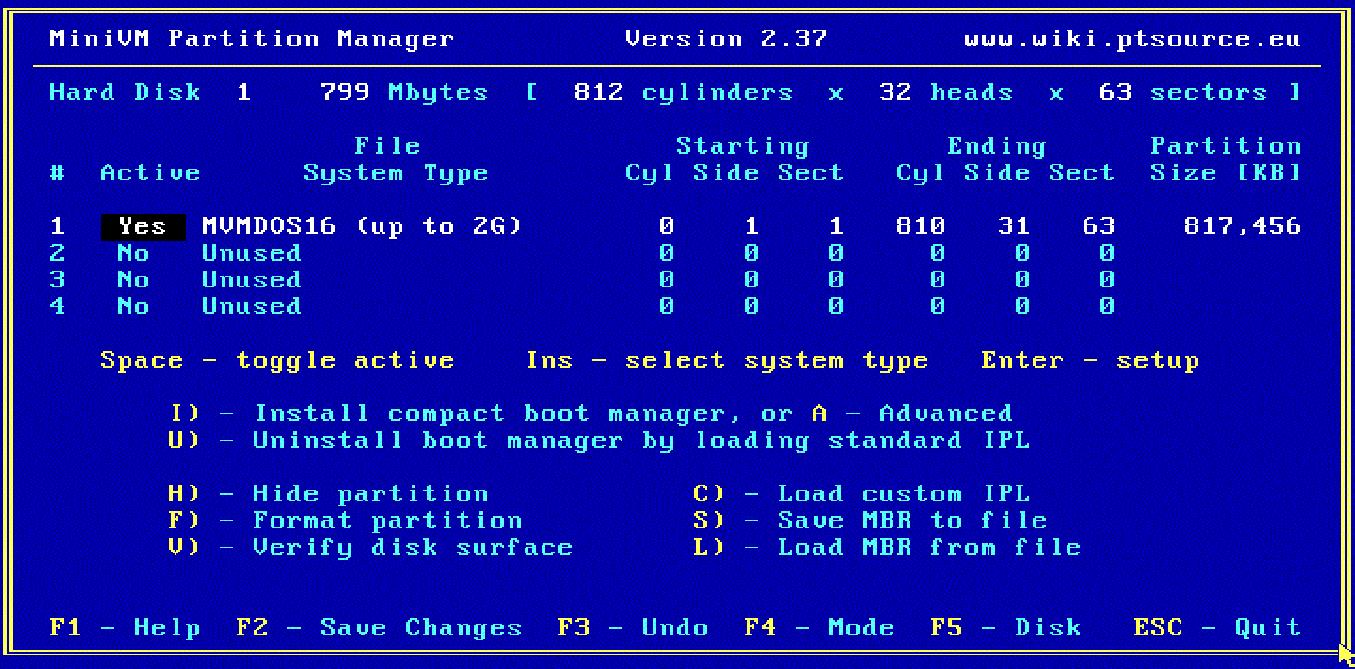 MiniVM Partition Manager Version 2.37 www.wiki.ptsource.eu
Hard Disk 1 799 Mbytes [ 812 cylinders x 32 heads x 63 sectors ]
File Starting Ending Partition
# Active System Type Cyl Side Sect Cyl Side Sect Size [KB]
1 Yes MVMDOS16 (up to 2G) 0 1 1 810 31 63 817,456
2 No Unused 0 0 0 0 0 0
3 No Unused 0 0 0 0 0 0
4 No Unused 0 0 0 0 0 0
Space - toggle active Ins - select system type Enter - setup
I) - Install compact boot manager, or A - Advanced
U) - Uninstall boot manager by loading standard IPL
H) - Hide partition C) - Load custom IPL
F) - Format partition S) - Save MBR to file
V) - Verify disk surface L) - Load MBR from file
F1 - Help F2 - Save Changes F3 - Undo F4 - Mode F5 - Disk ESC - Quit